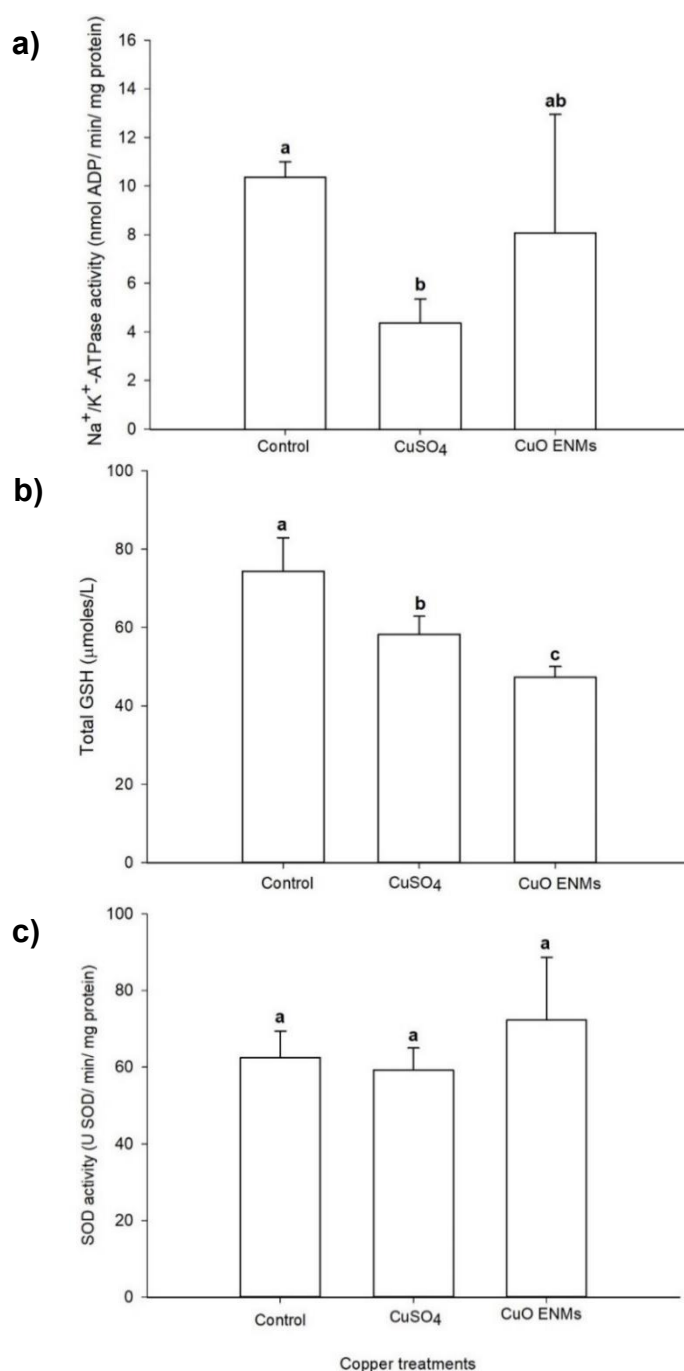 a)
Na+/K+-ATPase activity (nmol ADP/ min/ mg protein)
16
14
12
10
8
6
4
2
0
a
b
ab
Control
CuSO4
CuO ENMs
b)
Total GSH (µmoles/L)
100
80
60
40
20
0
a
b
c
Control
CuSO4
CuO ENMs
c)
SOD activity (U SOD/ min/ mg protein)
100
80
60
40
20
0
a
a
a
Control
CuSO4
CuO ENMs
Copper treatments